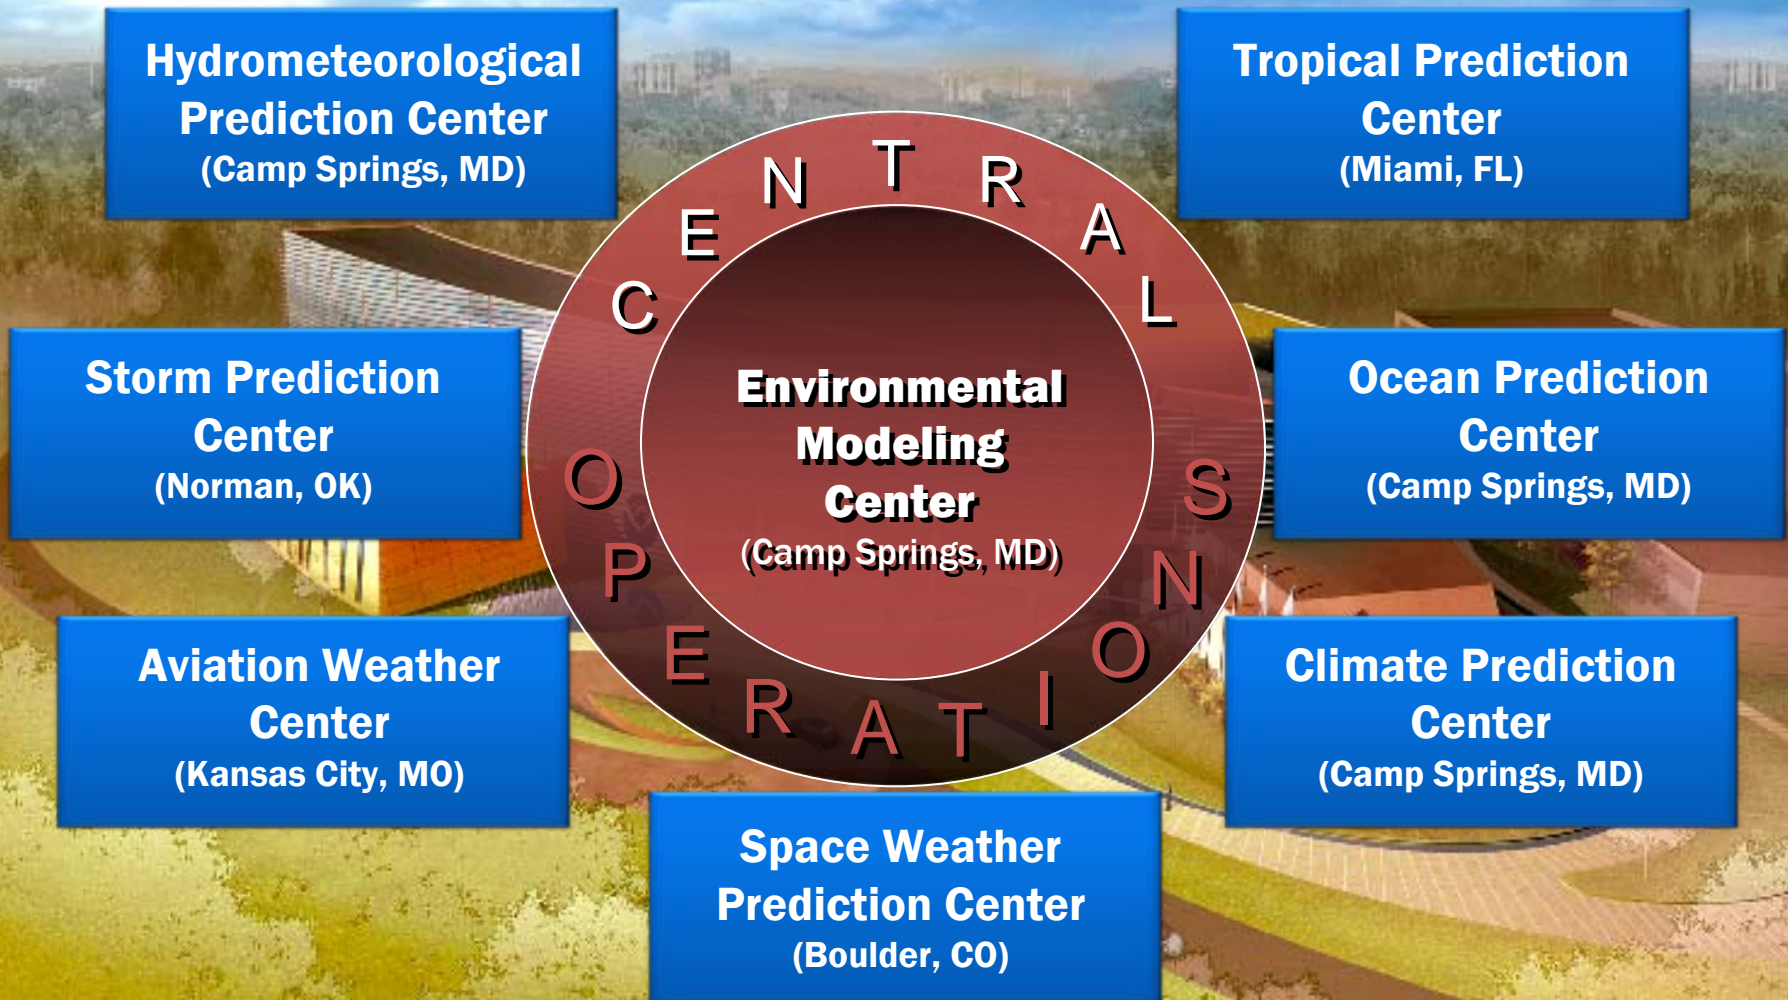 Hydrometeorological
Prediction Center
(Camp Springs, MD)
Tropical Prediction
Center
(Miami, FL)
CENTRAL
Storm Prediction
Center
(Norman, OK)
Environmental
Modeling
Center
(Camp Springs, MD)
Ocean Prediction
Center
(Camp Springs, MD)
OPERATIONS
Aviation Weather
Center
(Kansas City, MO)
Climate Prediction
Center
(Camp Springs, MD)
Space Weather
Prediction Center
(Boulder, CO)